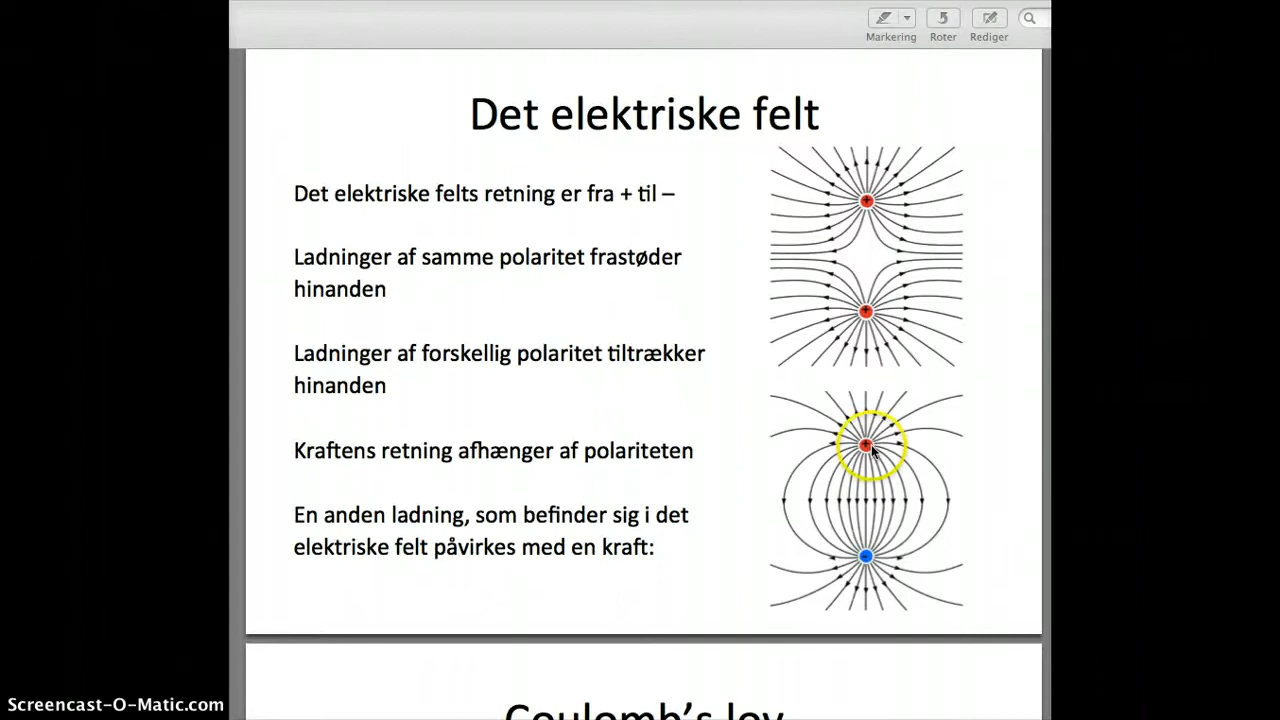 Markering
Roter
Rediger
Det elektriske felt
Det elektriske felts retning er fra + til –
Ladninger af samme polaritet frastøder
hinanden
Ladninger af forskellig polaritet tiltrækker
hinanden
Kraftens retning afhænger af polariteten
En anden ladning, som befinder sig i det
elektriske felt påvirkes med en kraft:
+
+
+
-
Coulomb's lov
Screencast-O-Matic.com